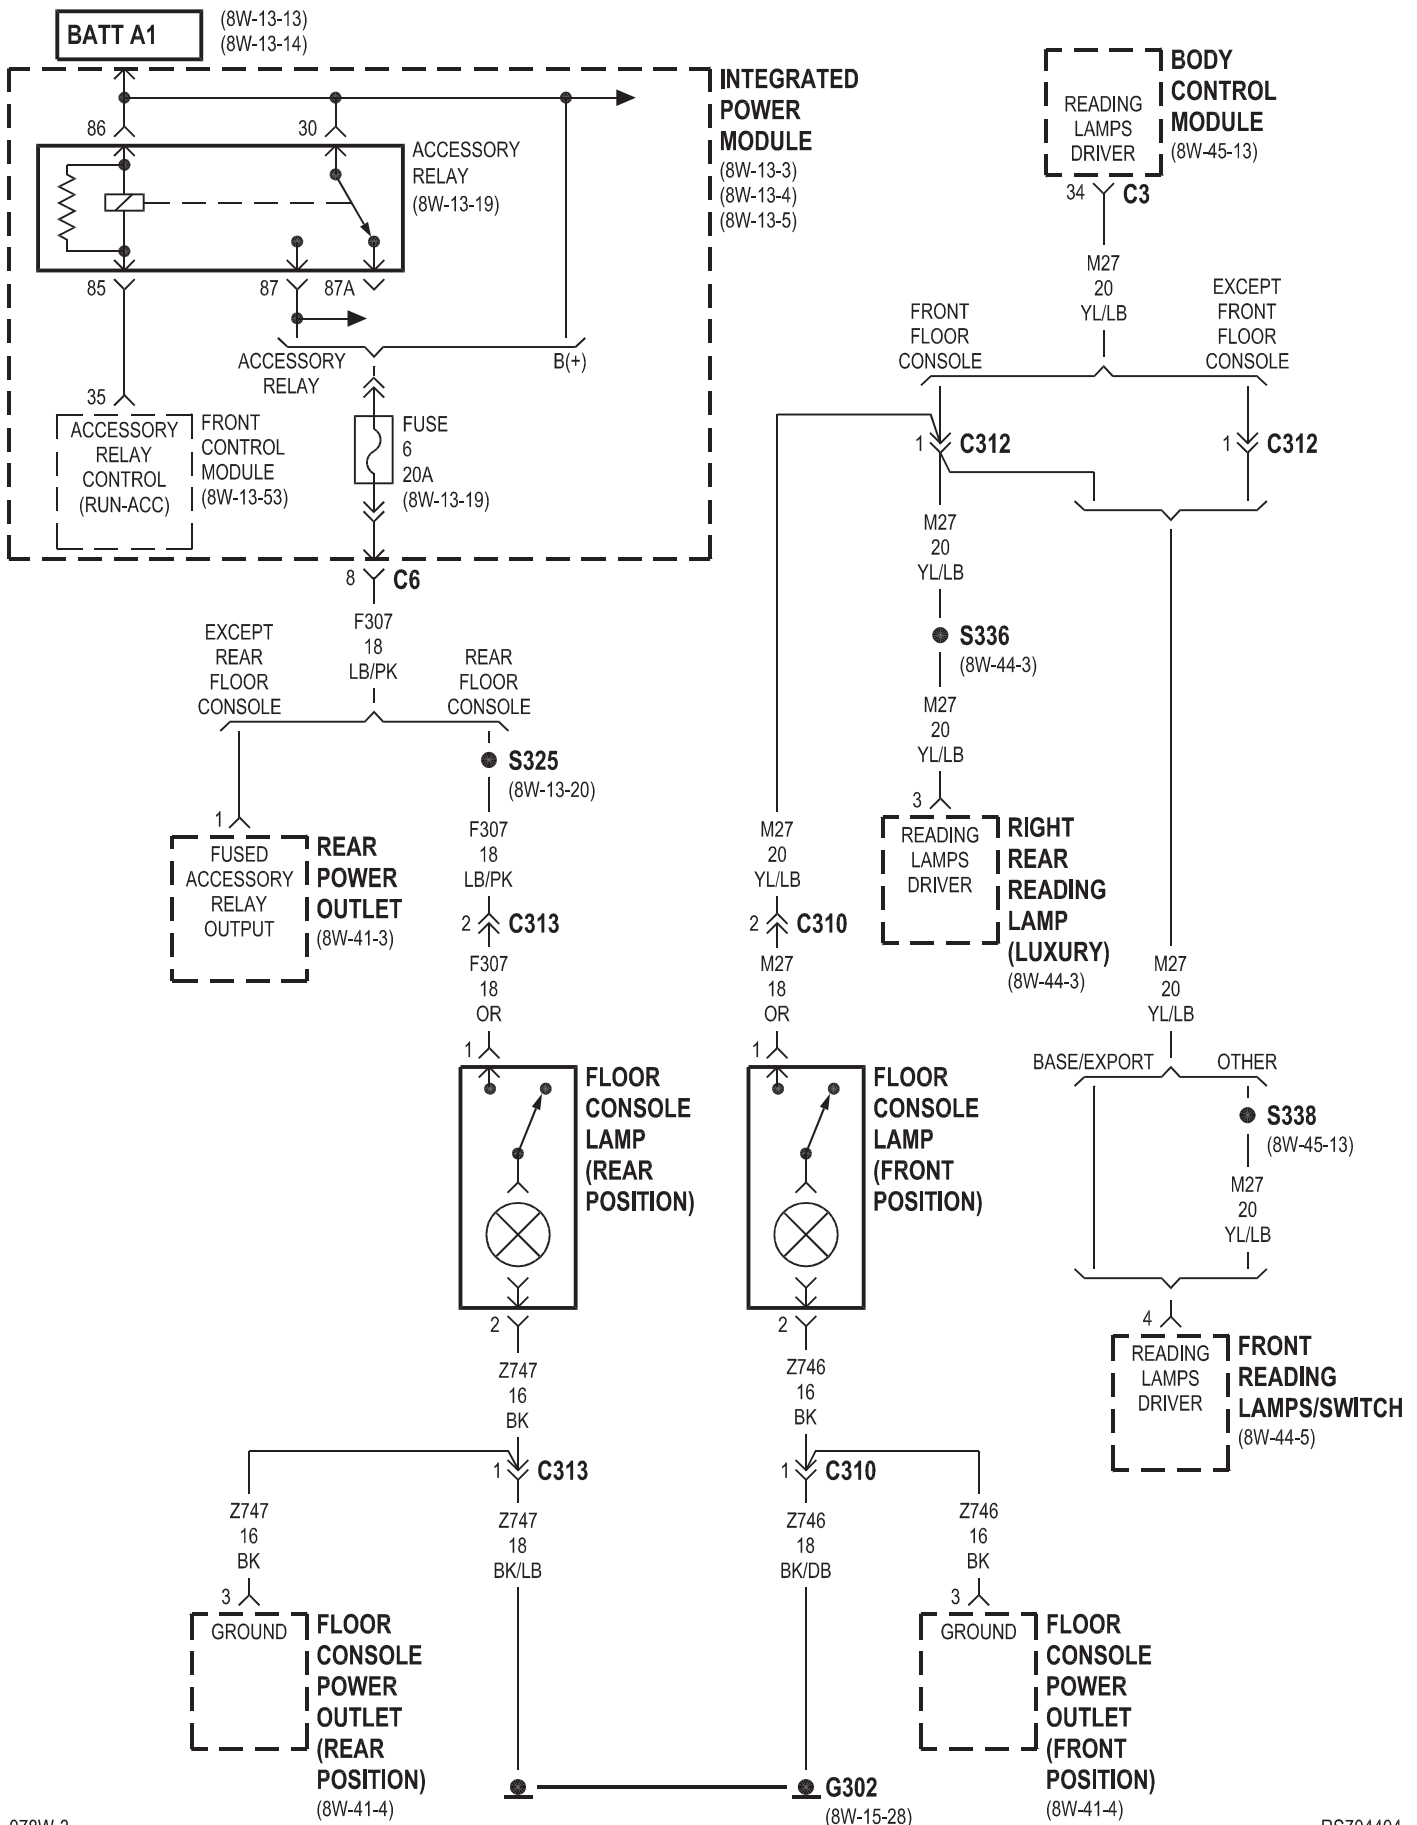 BATT A1
(8W-13-13)
(8W-13-14)
INTEGRATED
POWER
MODULE
(8W-13-3)
(8W-13-4)
(8W-13-5)
86
30
ACCESSORY
RELAY
(8W-13-19)
85
87
87A
ACCESSORY
RELAY
B(+)
35
ACCESSORY
RELAY
CONTROL
(RUN-ACC)
FRONT
CONTROL
MODULE
(8W-13-53)
FUSE
6
20A
(8W-13-19)
8
C6
F307
18
LB/PK
EXCEPT
REAR
FLOOR
CONSOLE
REAR
FLOOR
CONSOLE
S325
(8W-13-20)
1
FUSED
ACCESSORY
RELAY
OUTPUT
REAR
POWER
OUTLET
(8W-41-3)
F307
18
LB/PK
2
C313
F307
18
OR
1
FLOOR
CONSOLE
LAMP
(REAR
POSITION)
2
Z747
16
BK
1
C313
Z747
16
BK
Z747
18
BK/LB
3
GROUND
FLOOR
CONSOLE
POWER
OUTLET
(REAR
POSITION)
(8W-41-4)
BODY
CONTROL
MODULE
(8W-45-13)
READING
LAMPS
DRIVER
34
C3
M27
20
YL/LB
FRONT
FLOOR
CONSOLE
EXCEPT
FRONT
FLOOR
CONSOLE
1
C312
1
C312
M27
20
YL/LB
S336
(8W-44-3)
M27
20
YL/LB
3
READING
LAMPS
DRIVER
RIGHT
REAR
READING
LAMP
(LUXURY)
(8W-44-3)
M27
20
YL/LB
2
C310
M27
18
OR
1
FLOOR
CONSOLE
LAMP
(FRONT
POSITION)
2
Z746
16
BK
1
C310
Z746
18
BK/DB
Z746
16
BK
3
GROUND
FLOOR
CONSOLE
POWER
OUTLET
(FRONT
POSITION)
(8W-41-4)
G302
(8W-15-28)
M27
20
YL/LB
BASE/EXPORT
OTHER
S338
(8W-45-13)
M27
20
YL/LB
4
READING
LAMPS
DRIVER
FRONT
READING
LAMPS/SWITCH
(8W-44-5)